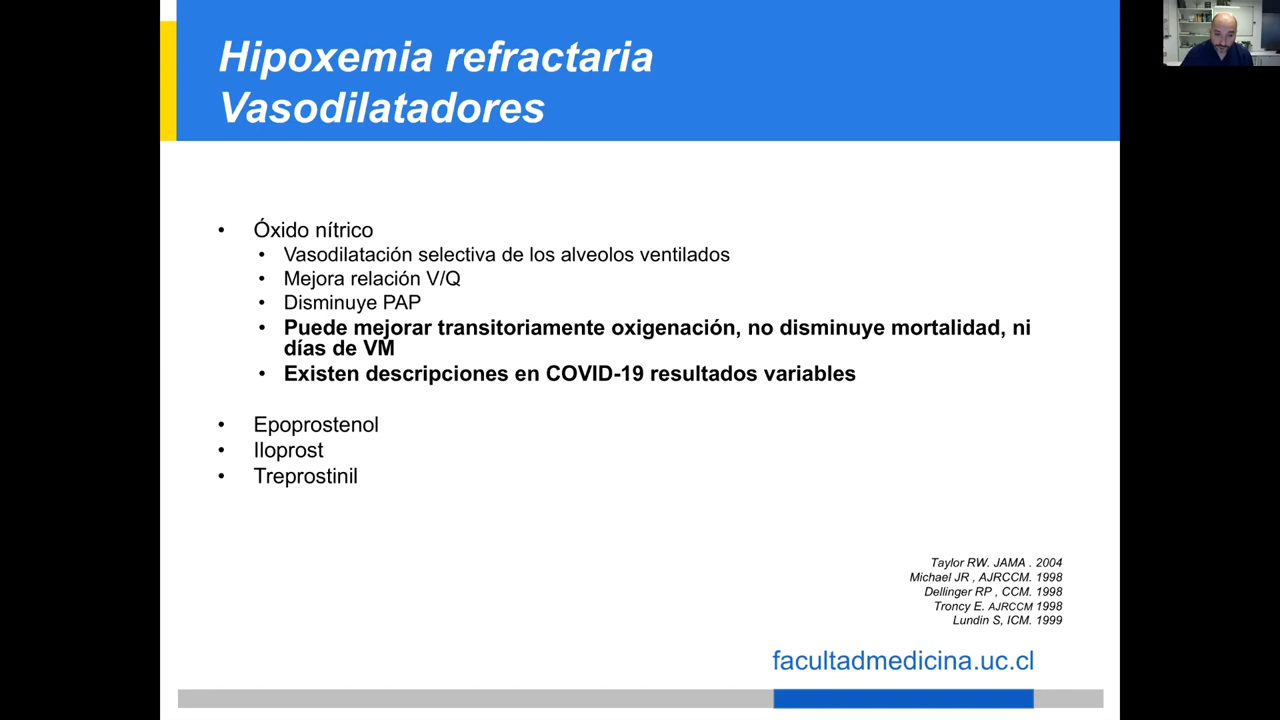 Hipoxemia refractaria
Vasodilatadores
• Óxido nítrico
• Vasodilatación selectiva de los alveolos ventilados
• Mejora relación V/Q
• Disminuye PAP
• Puede mejorar transitoriamente oxigenación, no disminuye mortalidad, ni
días de VM
• Existen descripciones en COVID-19 resultados variables
• Epoprostenol
• Iloprost
• Treprostinil
Taylor RW. JAMA . 2004
Michael JR , AJRCCM. 1998
Dellinger RP , CCM. 1998
Troncy E. AJRCCM 1998
Lundin S, ICM. 1999
facultadmedicina.uc.cl